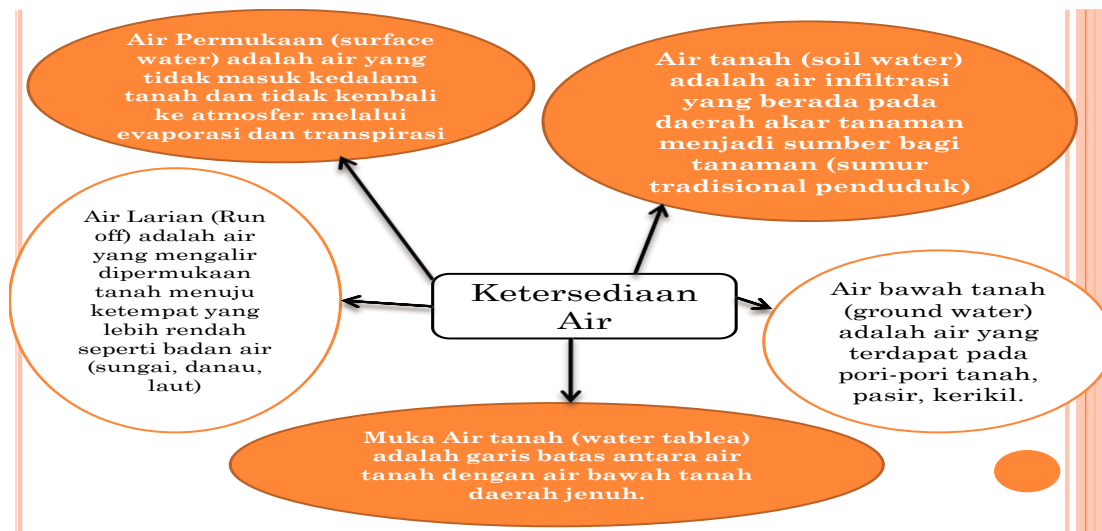 Air Permukaan (surface
water) adalah air yang
tidak masuk kedalam
tanah dan tidak kembali
ke atmosfer melalui
evaporasi dan transpirasi
Air tanah (soil water)
adalah air infiltrasi
yang berada pada
daerah akar tanaman
menjadi sumber bagi
tanaman (sumur
tradisional penduduk)
Air Larian (Run
off) adalah air
yang mengalir
dipermukaan
tanah menuju
ketempat yang
lebih rendah
seperti badan air
(sungai, danau,
laut)
Ketersediaan
Air
Air bawah tanah
(ground water)
adalah air yang
terdapat pada
pori-pori tanah,
pasir, kerikil.
Muka Air tanah (water tablea)
adalah garis batas antara air
tanah dengan air bawah tanah
daerah jenuh.